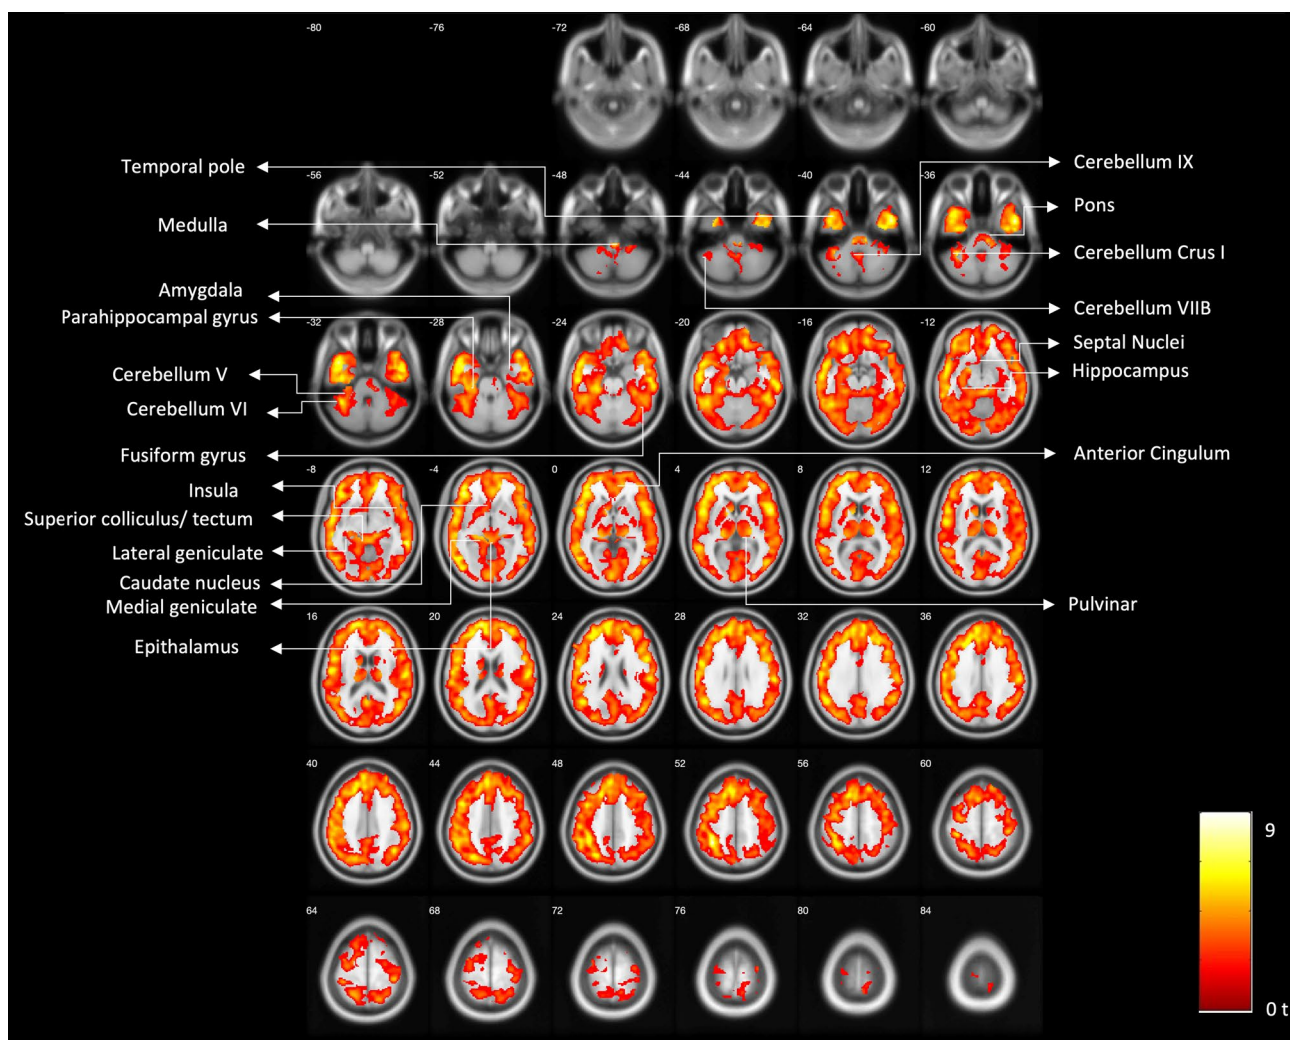 -80 -76 -72 -68 -64 -60
Temporal pole
Cerebellum IX
-56 -52 -48 -44 -40 -36
Medulla
Pons
Cerebellum Crus I
Amygdala
Cerebellum VIIB
Parahippocampal gyrus
-32 -28 -24 -20 -16 -12
Septal Nuclei
Cerebellum V
Hippocampus
Cerebellum VI
Fusiform gyrus
Anterior Cingulum
-8 -4 0 4 8 12
Insula
Superior colliculus/ tectum
Lateral geniculate
Caudate nucleus
Medial geniculate
Pulvinar
16 20 24 28 32 36
Epithalamus
40 44 48 52 56 60
9
64 68 72 76 80 84
0 t